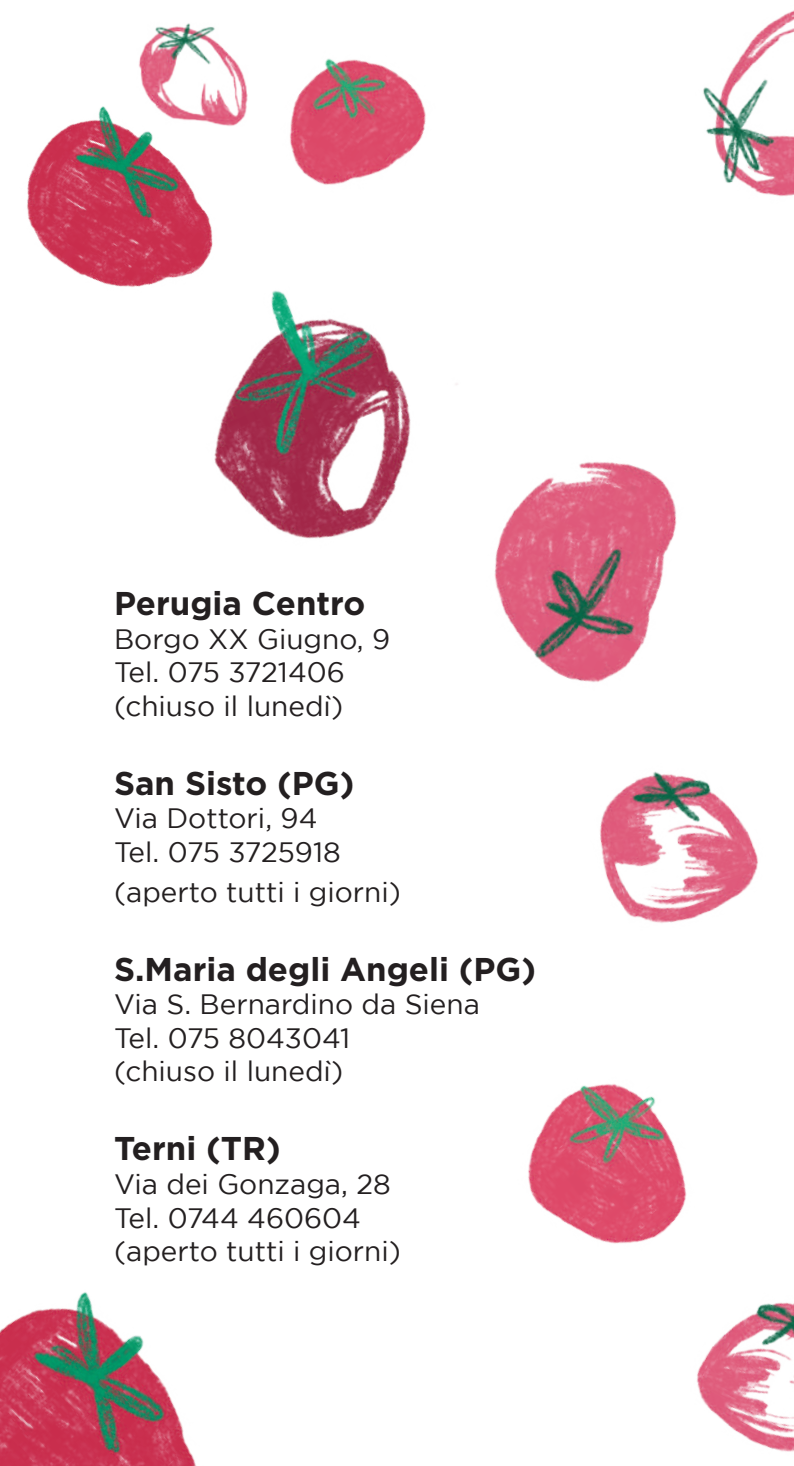 Perugia Centro
Borgo XX Giugno, 9
Tel. 075 3721406
(chiuso il lunedì)
San Sisto (PG)
Via Dottori, 94
Tel. 075 3725918
(aperto tutti i giorni)
S.Maria degli Angeli (PG)
Via S. Bernardino da Siena
Tel. 075 8043041
(chiuso il lunedì)
Terni (TR)
Via dei Gonzaga, 28
Tel. 0744 460604
(aperto tutti i giorni)